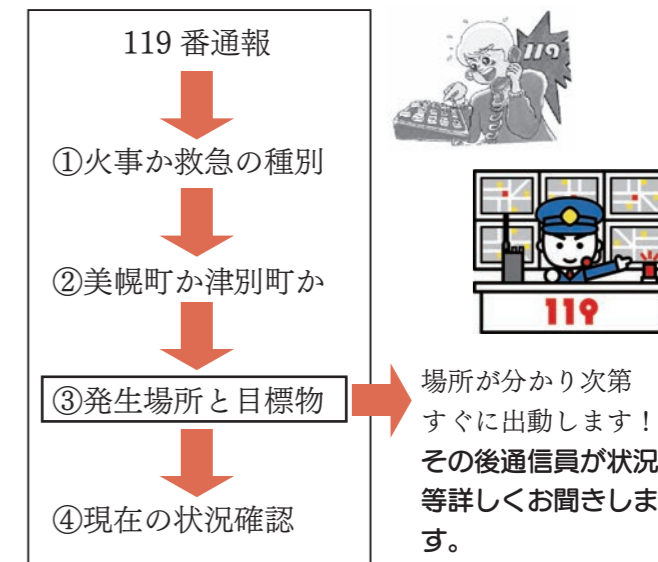 119 番通報
①火事か救急の種別
②美幌町か津別町か
③発生場所と目標物
④現在の状況確認
119
119
場所が分かり次第
すぐに出動します！
その後通信員が状況
等詳しくお聞きしま
す。